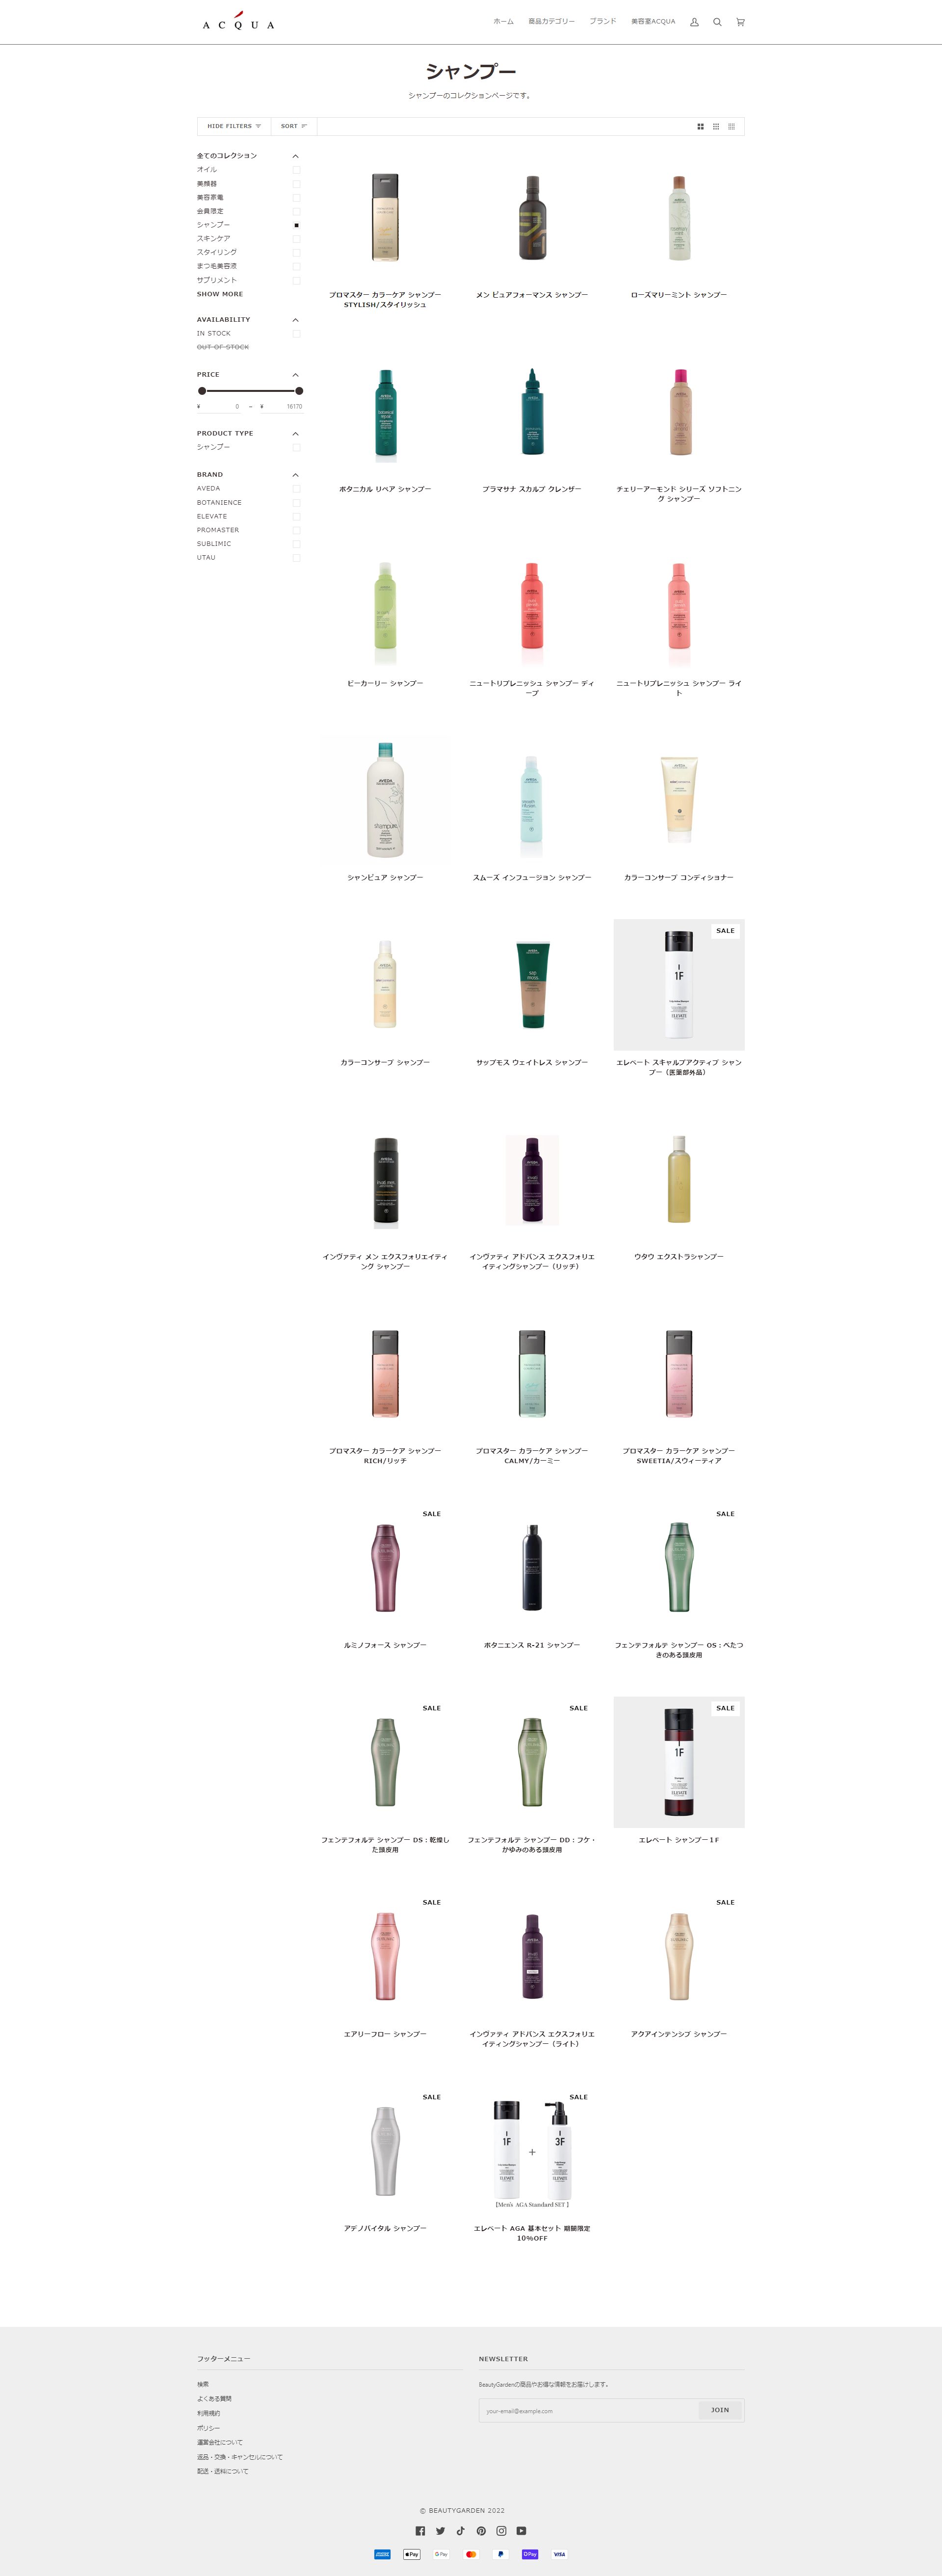 ACQUA
ホーム 商品カテゴリー ブランド 美容室ACQUA
シャンプー
シャンプーのコレクションページです。
HIDE FILTERS SORT
全てのコレクション
オイル
美顔器
美容家電
会員限定
シャンプー
スキンケア
スタイリング
まつ毛美容液
サプリメント
SHOW MORE
AVAILABILITY
IN STOCK
OUT OF STOCK
PRICE
¥ 0 – ¥ 16170
PRODUCT TYPE
シャンプー
BRAND
AVEDA
BOTANIENCE
ELEVATE
PROMASTER
SUBLIMIC
UTAU
プロマスター カラーケア シャンプー
STYLISH/スタイリッシュ
メン ピュアフォーマンス シャンプー
ローズマリーミント シャンプー
ボタニカル リペア シャンプー
プラマサナ スカルプ クレンザー
チェリーアーモンド シリーズ ソフトニン
グ シャンプー
ビーカーリー シャンプー
ニュートリプレニッシュ シャンプー ディ
ープ
ニュートリプレニッシュ シャンプー ライ
ト
シャンピュア シャンプー
スムーズ インフュージョン シャンプー
カラーコンサーブ コンディショナー
カラーコンサーブ シャンプー
サップモス ウェイトレス シャンプー
SALE
1F
ELEVATE
エレベート スキャルプアクティブ シャン
プー（医薬部外品）
インヴァティ メン エクスフォリエイティ
ング シャンプー
インヴァティ アドバンス エクスフォリエ
イティングシャンプー（リッチ）
ウタウ エクストラシャンプー
プロマスター カラーケア シャンプー
RICH/リッチ
プロマスター カラーケア シャンプー
CALMY/カーミー
プロマスター カラーケア シャンプー
SWEETIA/スウィーティア
SALE
ルミノフォース シャンプー
ボタニエンス R-21 シャンプー
SALE
フェンテフォルテ シャンプー OS：べたつ
きのある頭皮用
SALE
フェンテフォルテ シャンプー DS：乾燥し
た頭皮用
SALE
フェンテフォルテ シャンプー DD：フケ・
かゆみのある頭皮用
SALE
1F
ELEVATE
エレベート シャンプー１F
SALE
エアリーフロー シャンプー
インヴァティ アドバンス エクスフォリエ
イティングシャンプー（ライト）
SALE
アクアインテンシブ シャンプー
SALE
アデノバイタル シャンプー
SALE
1F + 3F
【Men's AGA Standard SET】
エレベート AGA 基本セット 期間限定
10%OFF
フッターメニュー
検索
よくある質問
利用規約
ポリシー
運営会社について
返品・交換・キャンセルについて
配送・送料について
NEWSLETTER
BeautyGardenの商品やお得な情報をお届けします。
your-email@example.com JOIN
© BEAUTYGARDEN 2022
Pay G Pay Pay VISA